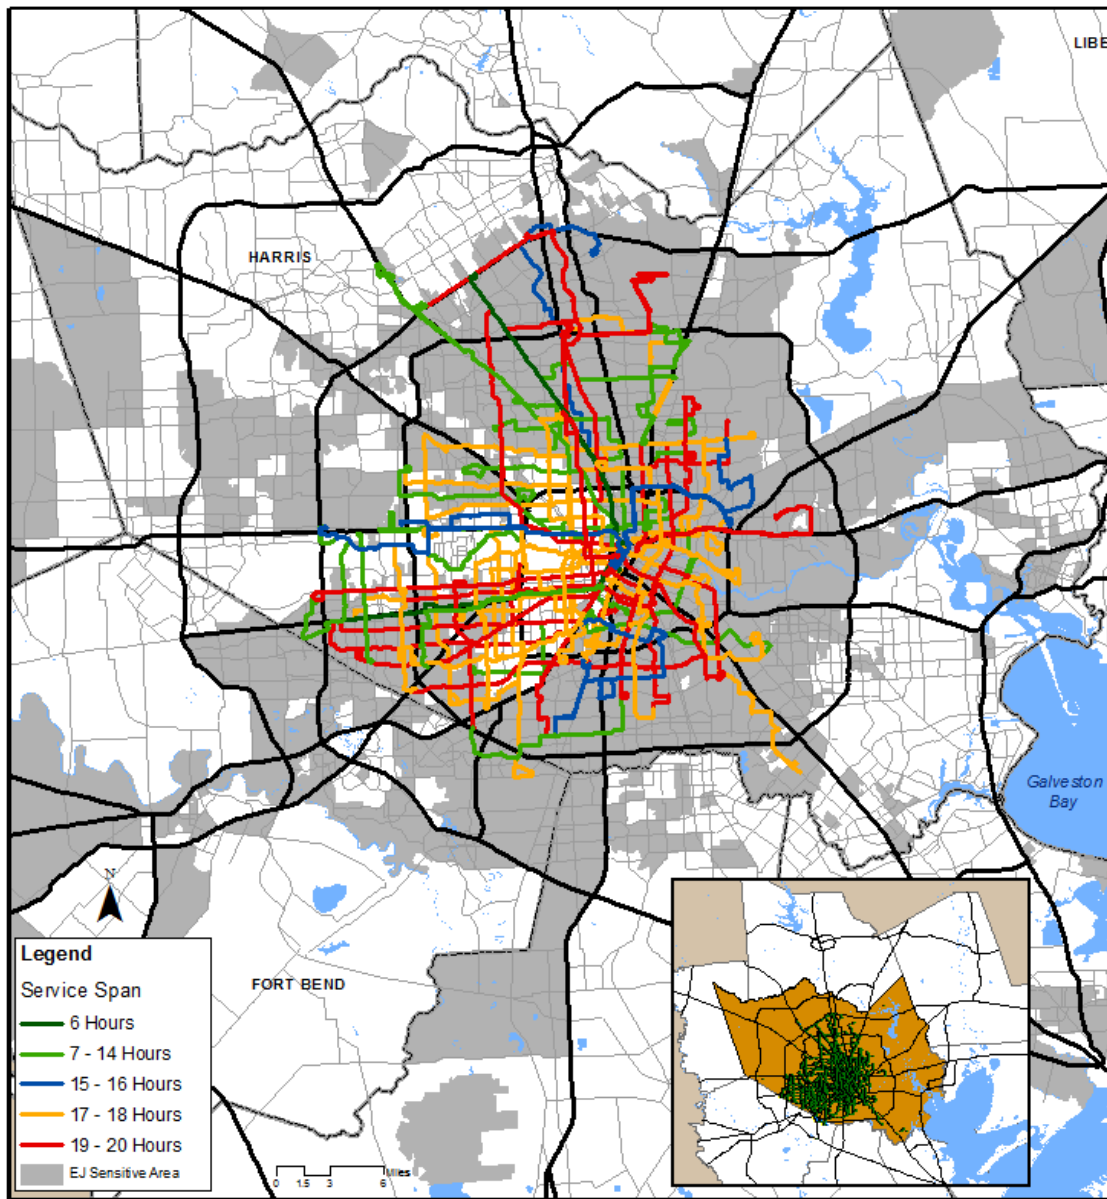 LIBE
HARRIS
Galveston
Bay
N
Legend
Service Span
6 Hours
7 - 14 Hours
15 - 16 Hours
17 - 18 Hours
19 - 20 Hours
EJ Sensitive Area
FORT BEND
Miles
0 1.5 3 6